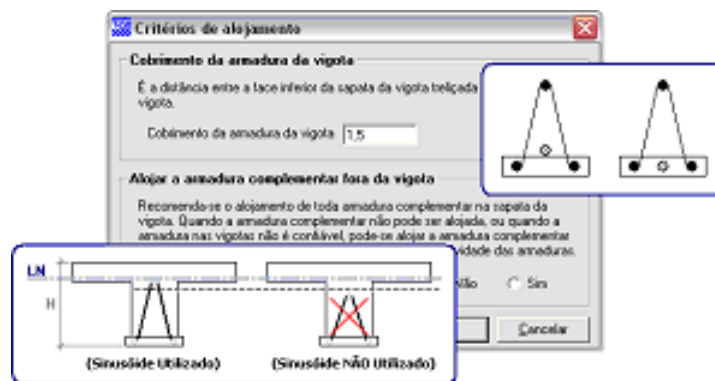 Critérios de alojamento
Cobrimento da armadura da vigota
É a distância entre a face inferior da sapata da vigota treliçada
vigota.
Cobrimento da armadura da vigota 1,5
Alojar a armadura complementar fora da vigota
Recomenda-se o alojamento de toda armadura complementar na sapata da
vigota. Quando a armadura complementar não pode ser alojada, ou quando a
armadura nas vigotas não é confiável, pode-se alojar a armadura complementar
vidade das armaduras.
Não Sim
Cancelar
LN
H
(Sinusóide Utilizado) (Sinusóide NÃO Utilizado)